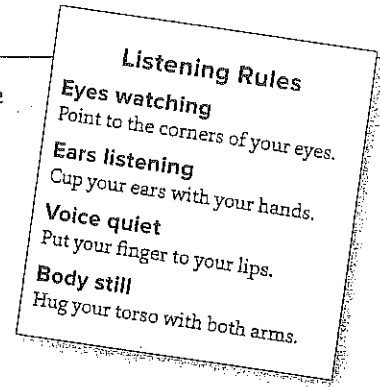 Listening Rules
Eyes watching
Point to the corners of your eyes.
Ears listening
Cup your ears with your hands.
Voice quiet
Put your finger to your lips.
Body still
Hug your torso with both arms.